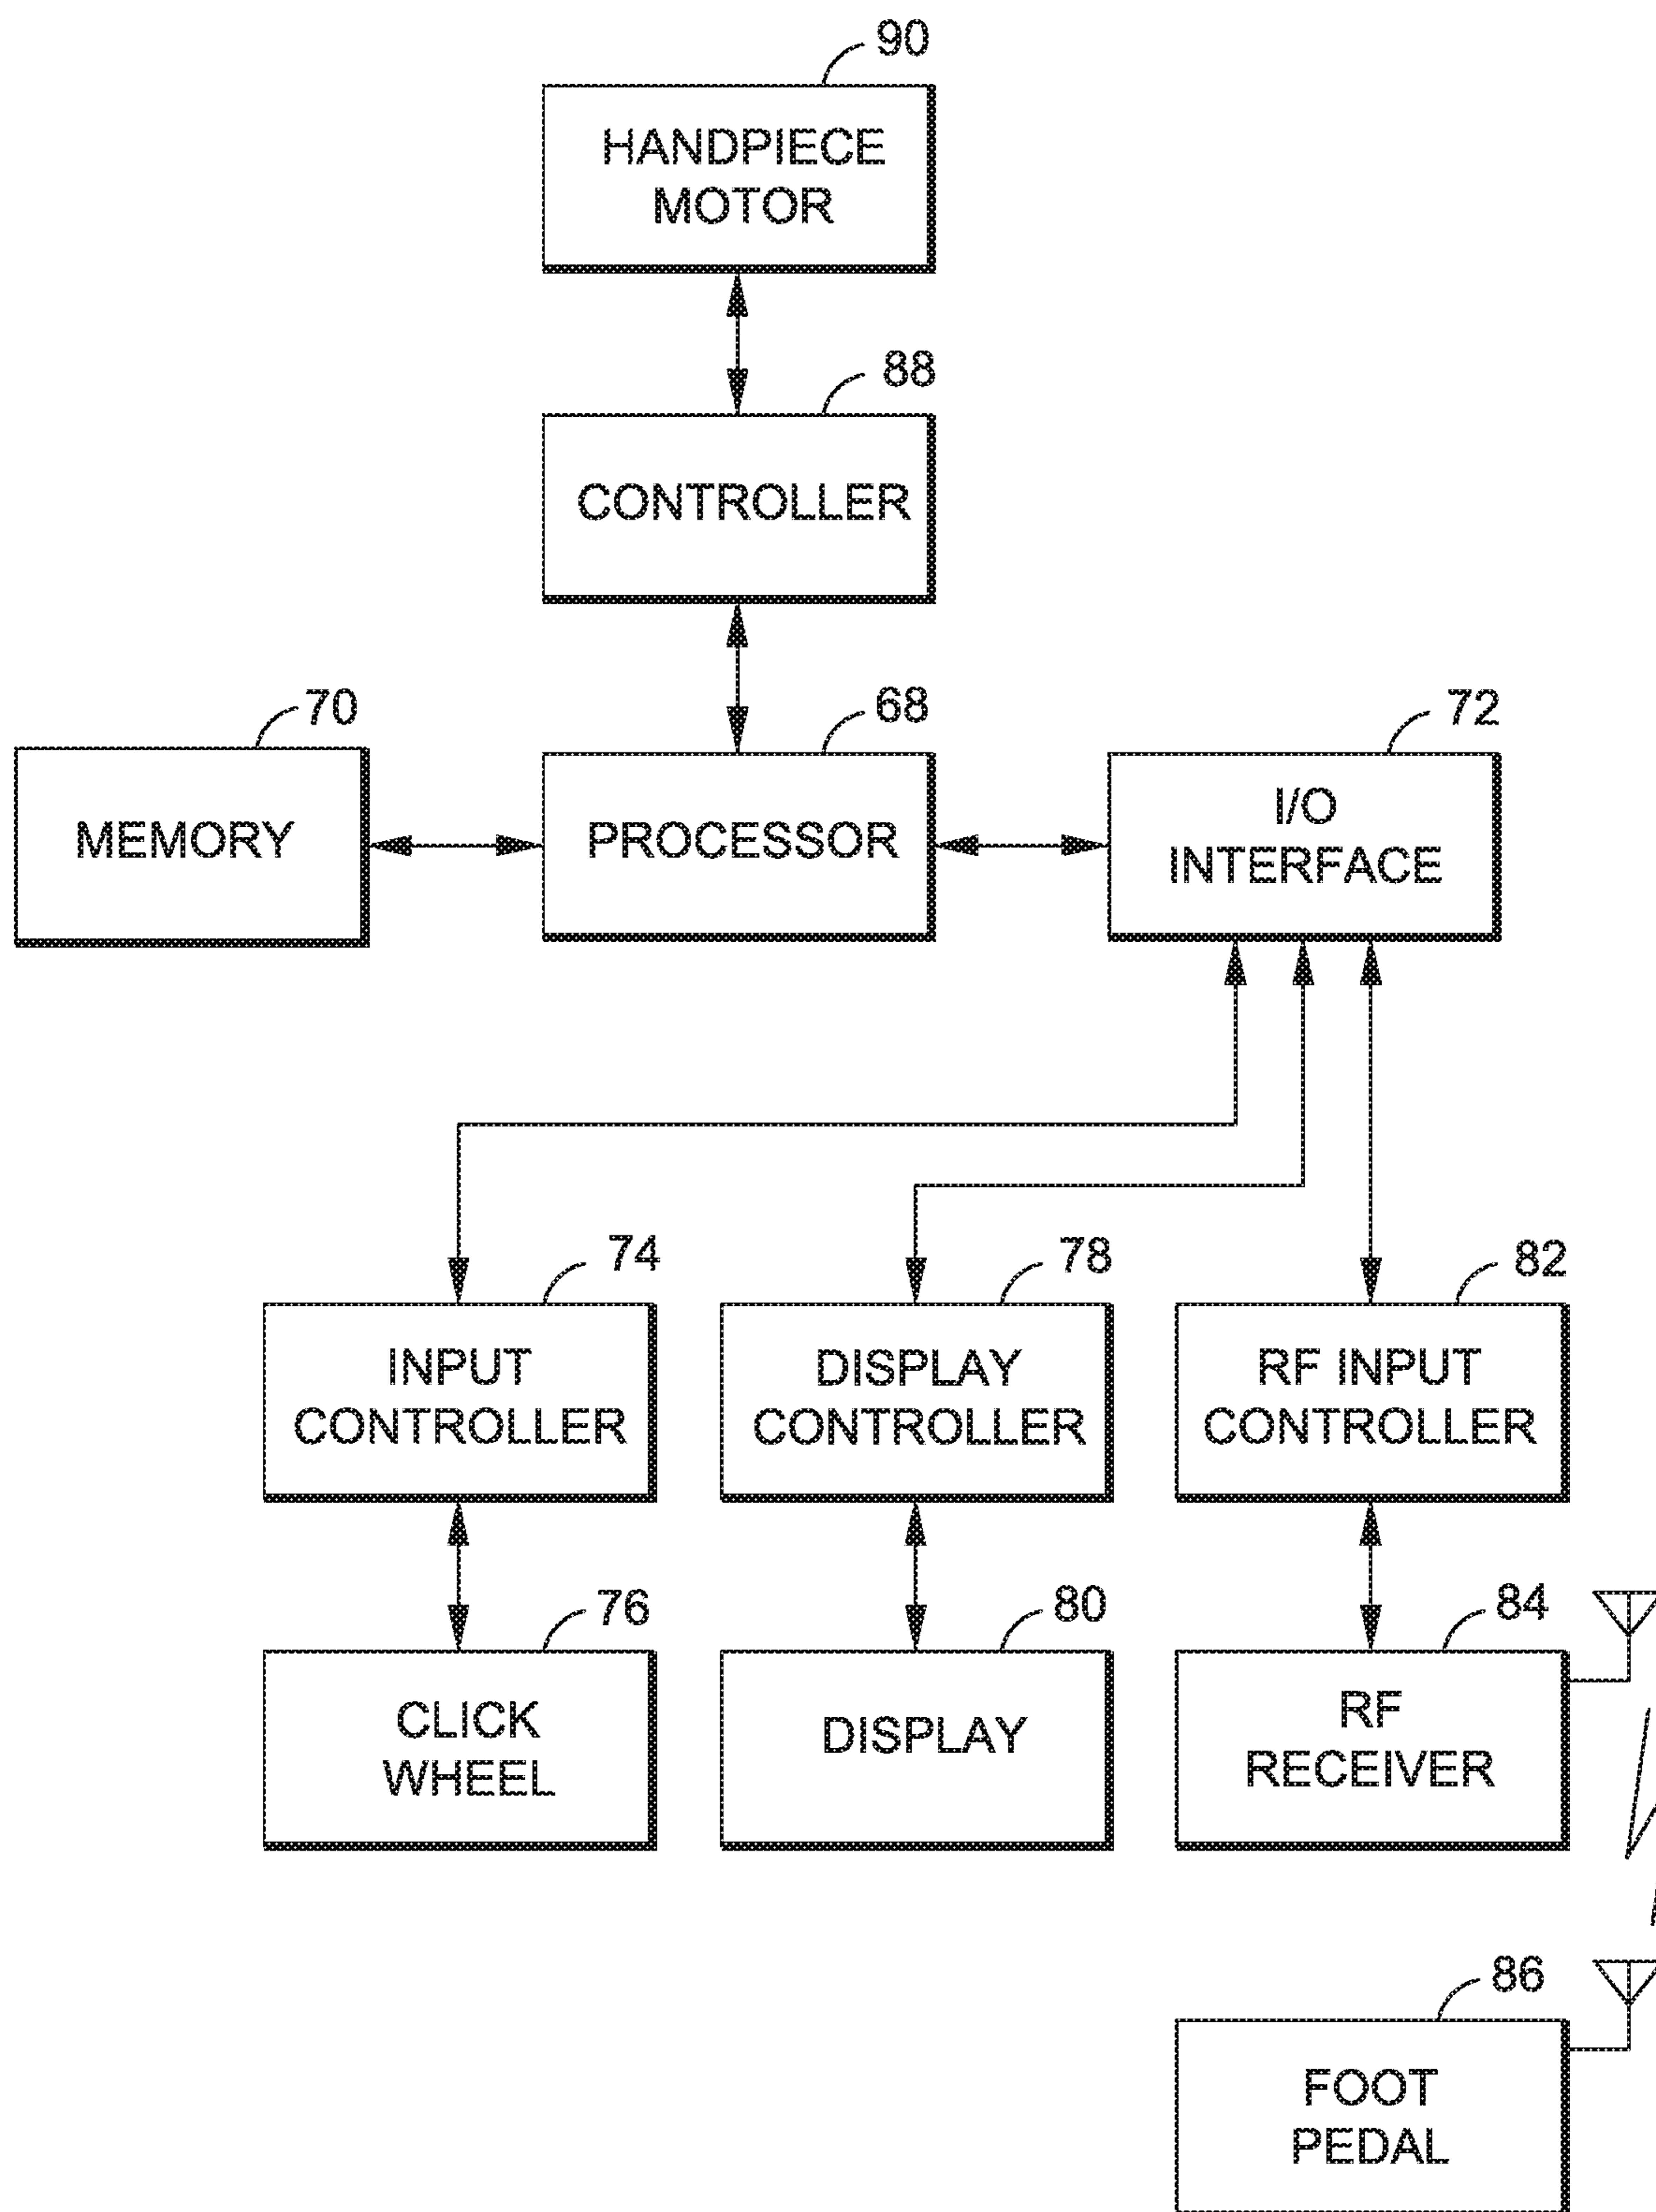 90
HANDPIECE
MOTOR
88
CONTROLLER
70
68
72
MEMORY
PROCESSOR
I/O
INTERFACE
74
78
82
INPUT
CONTROLLER
DISPLAY
CONTROLLER
RF INPUT
CONTROLLER
76
80
84
CLICK
WHEEL
DISPLAY
RF
RECEIVER
86
FOOT
PEDAL